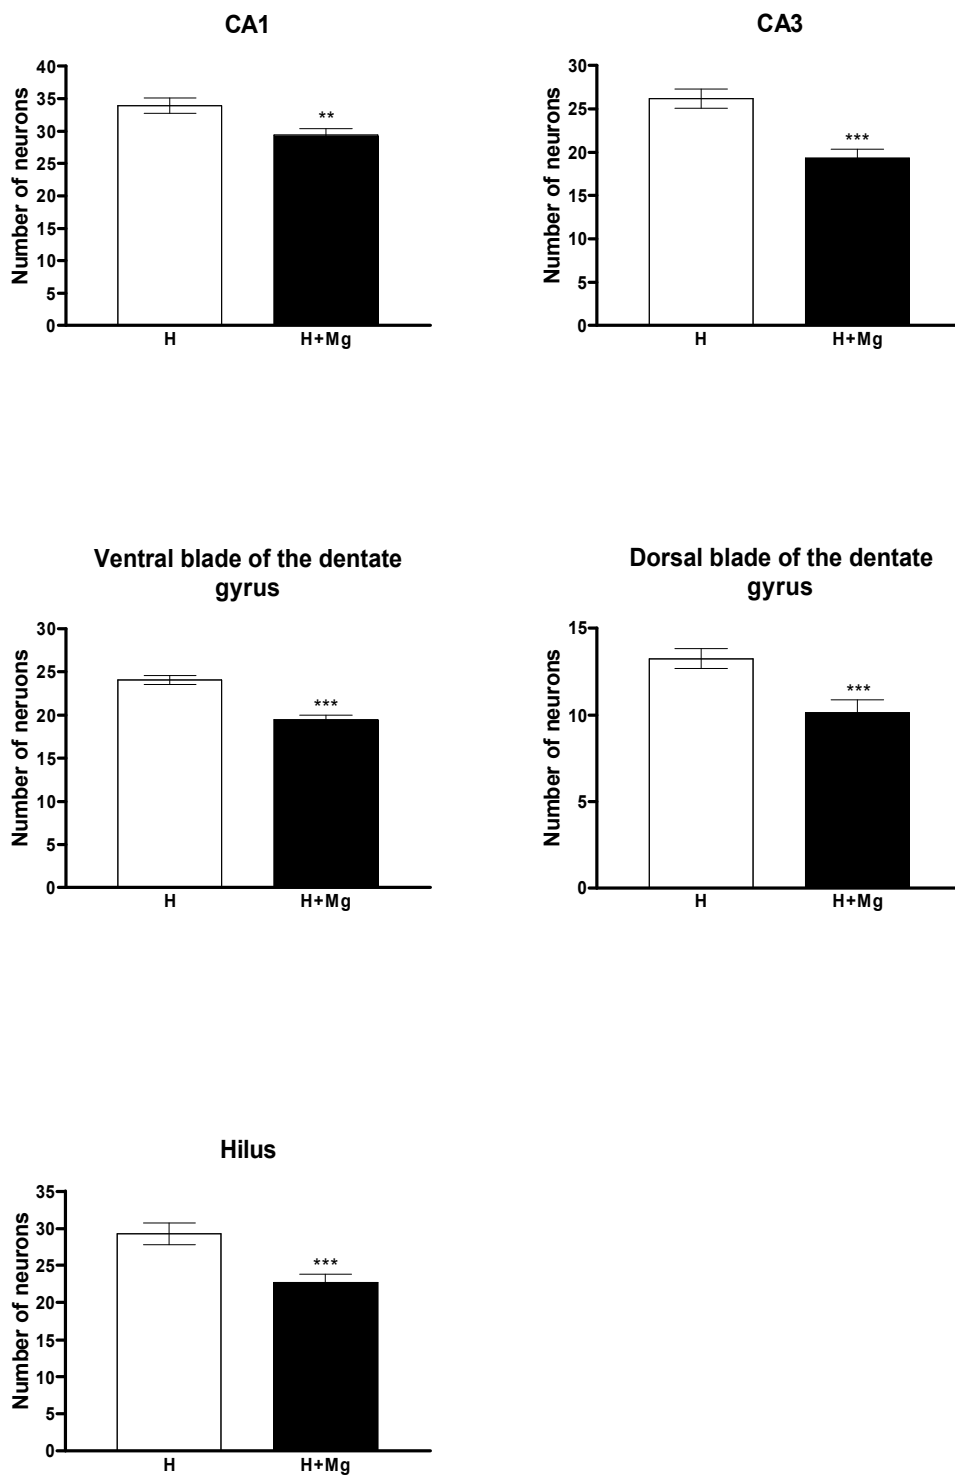 CA1
Number of neurons
40
35
30
25
20
15
10
5
0
**
H
H+Mg
CA3
Number of neurons
30
25
20
15
10
5
0
***
H
H+Mg
Ventral blade of the dentate
gyrus
Number of neruons
30
25
20
15
10
5
0
***
H
H+Mg
Dorsal blade of the dentate
gyrus
Number of neurons
15
10
5
0
***
H
H+Mg
Hilus
Number of neurons
35
30
25
20
15
10
5
0
***
H
H+Mg